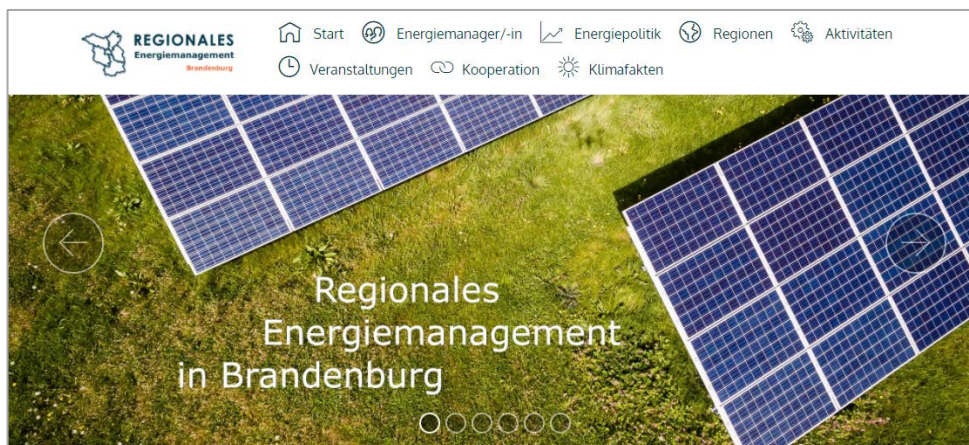 REGIONALES
Energiemanagement
Brandenburg
Start Energiemanager/-in Energiepolitik Regionen Aktivitäten
Veranstaltungen Kooperation Klimafakten
Regionales
Energiemanagement
in Brandenburg